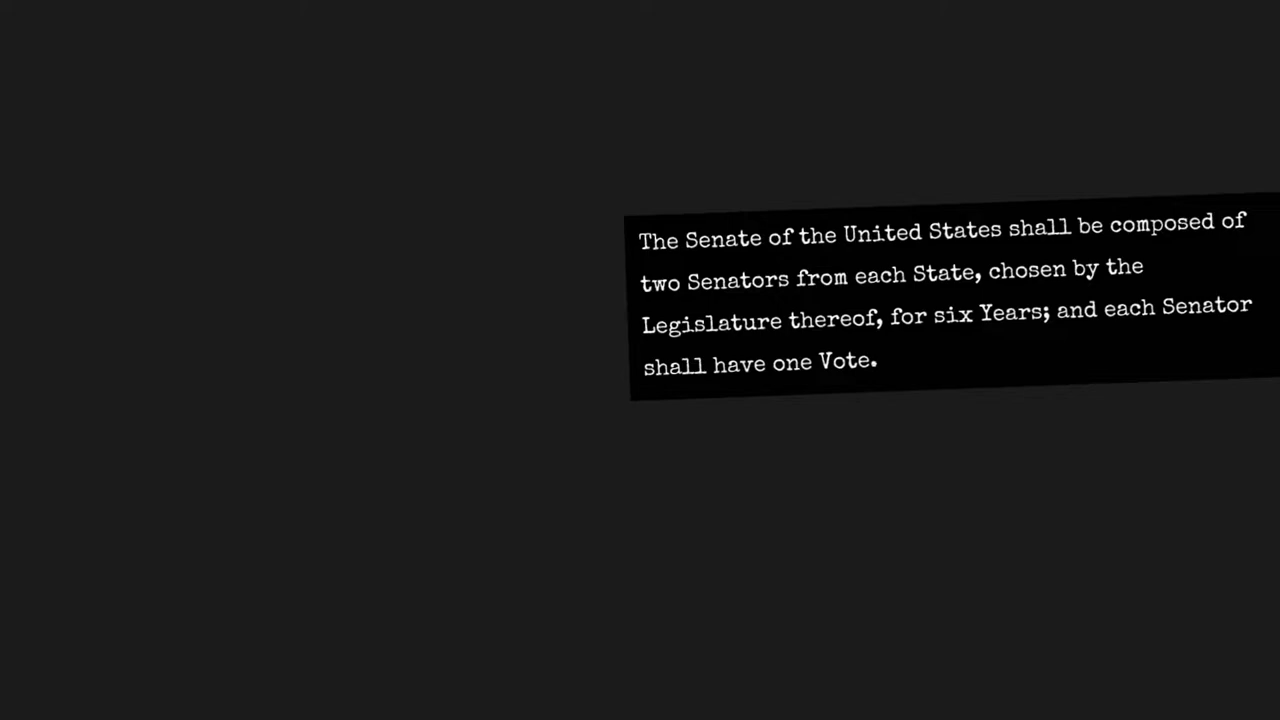 The Senate of the United States shall be composed of
two Senators from each State, chosen by the
Legislature thereof, for six Years; and each Senator
shall have one Vote.